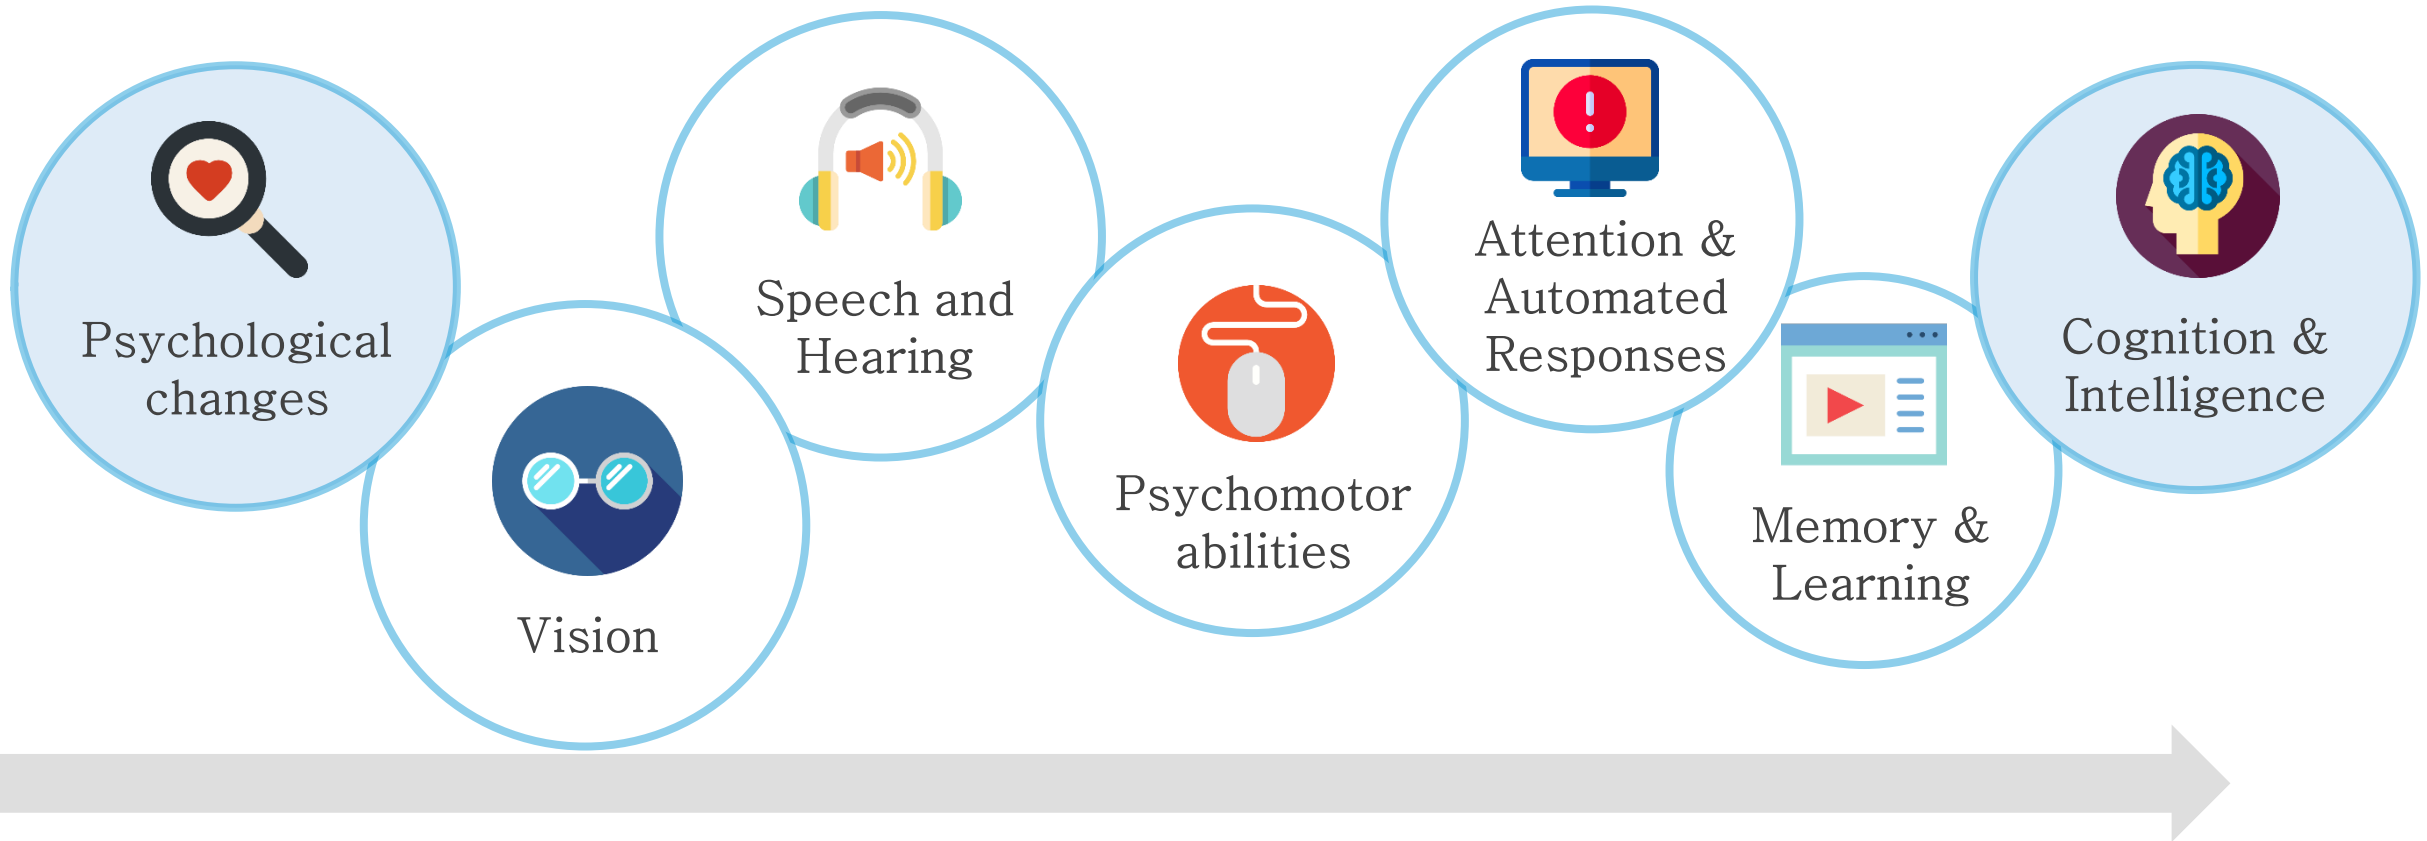 Psychological
changes
Vision
Speech and
Hearing
Psychomotor
abilities
Attention &
Automated
Responses
Memory &
Learning
Cognition &
Intelligence